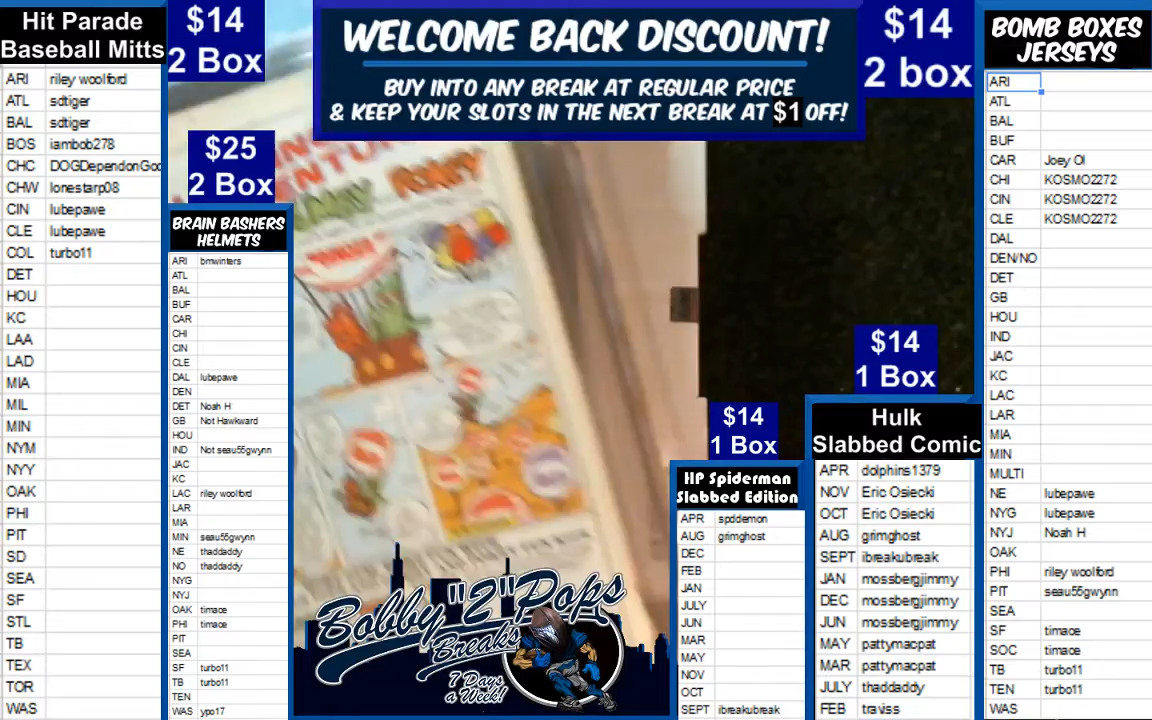 Hit Parade
Baseball Mitts
ARI riley woolford
ATL sdtiger
BAL sdtiger
BOS iambob278
CHC DOGDependonGoo
CHW lonestarp08
CIN lubepawe
CLE lubepawe
COL turbo11
DET
HOU
KC
LAA
LAD
MIA
MIL
MIN
NYM
NYY
OAK
PHI
PIT
SD
SEA
SF
STL
TB
TEX
TOR
WAS
$14
2 Box
$25
2 Box
BRAIN BASHERS
HELMETS
ARI bmwinters
ATL
BAL
BUF
CAR
CHI
CIN
CLE
DAL lubepawe
DEN
DET Noah H
GB Not Hawkward
HOU
IND Not seau55gwynn
JAC
KC
LAC riley woolford
LAR
MIA
MIN seau55gwynn
NE thaddaddy
NO thaddaddy
NYG
NYJ
OAK timace
PHI timace
PIT
SEA
SF turbo11
TB turbo11
TEN
WAS ypo17
WELCOME BACK DISCOUNT!
BUY INTO ANY BREAK AT REGULAR PRICE
& KEEP YOUR SLOTS IN THE NEXT BREAK AT $1 OFF!
Bobby "2" Pops
Breaks
7 Days
a Week!
$14
2 box
$14
1 Box
HP Spiderman
Slabbed Edition
APR spddemon
AUG grimghost
DEC
FEB
JAN
JULY
JUN
MAR
MAY
NOV
OCT
SEPT ibreakubreak
$14
1 Box
Hulk
Slabbed Comic
APR dolphins1379
NOV Eric Osiecki
OCT Eric Osiecki
AUG grimghost
SEPT ibreakubreak
JAN mossbergjimmy
DEC mossbergjimmy
JUN mossbergjimmy
MAY pattymacpat
MAR pattymacpat
JULY thaddaddy
FEB traviss
BOMB BOXES
JERSEYS
ARI
ATL
BAL
BUF
CAR Joey Ol
CHI KOSMO2272
CIN KOSMO2272
CLE KOSMO2272
DAL
DEN/NO
DET
GB
HOU
IND
JAC
KC
LAC
LAR
MIA
MIN
MULTI
NE lubepawe
NYG lubepawe
NYJ Noah H
OAK
PHI riley woolford
PIT seau55gwynn
SEA
SF timace
SOC timace
TB turbo11
TEN turbo11
WAS